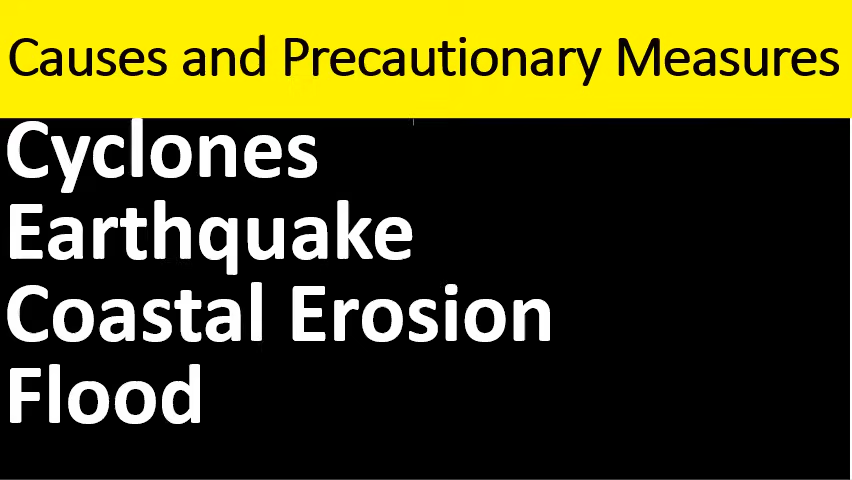 Causes and Precautionary Measures
Cyclones
Earthquake
Coastal Erosion
Flood